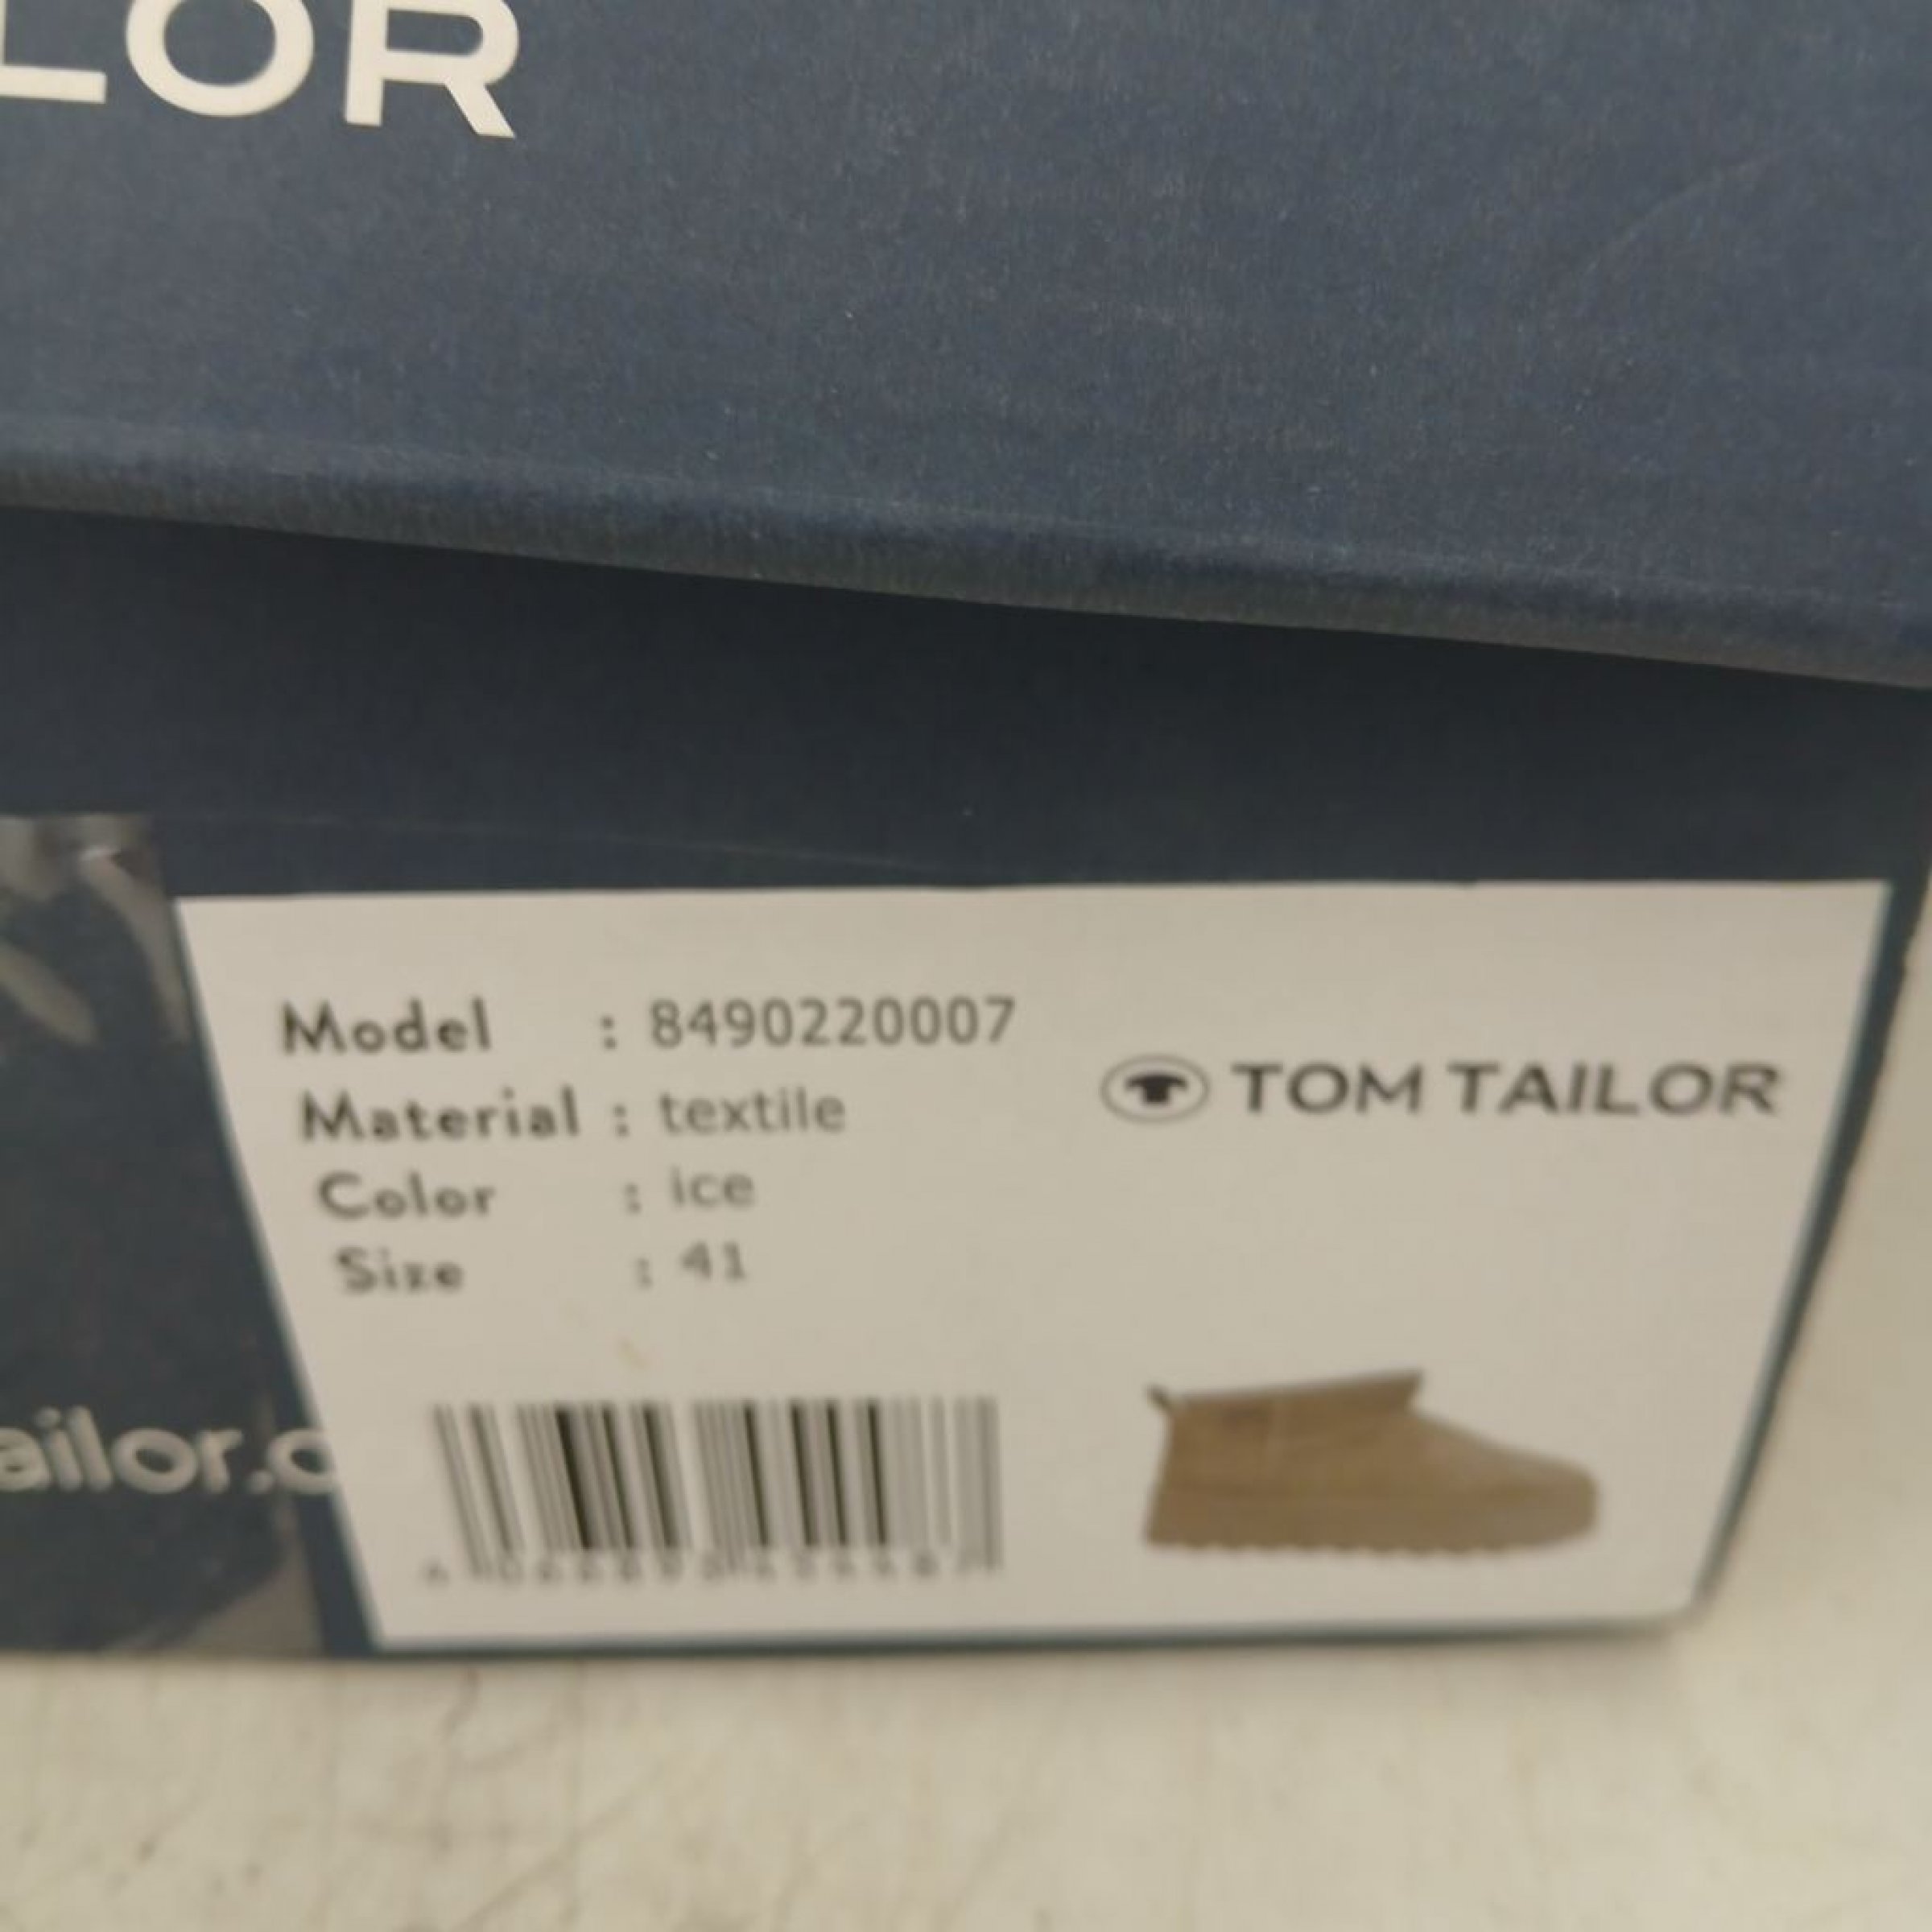 LOR
Model : 8490220007
Material : textile
Color : ice
Size : 41
TOM TAILOR
ailor.c